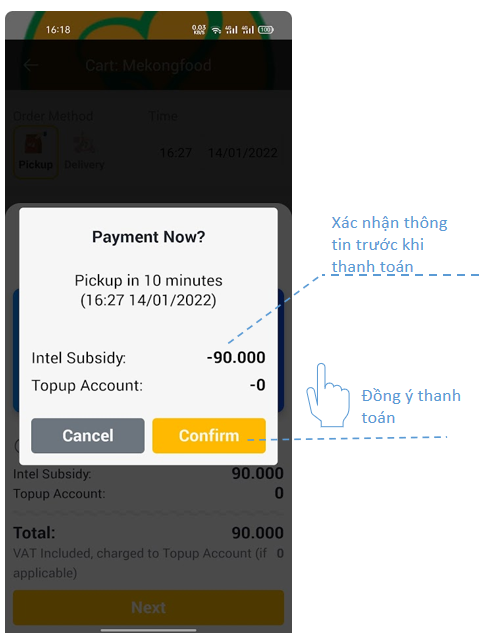 16:18
0.03
KB/s
4G
4G
100
Cart: Mekongfood
Order Method
Time
Pickup
Delivery
16:27
14/01/2022
Payment Now?
Pickup in 10 minutes
(16:27 14/01/2022)
Intel Subsidy: -90.000
Topup Account: -0
Cancel
Confirm
Intel Subsidy: 90.000
Topup Account: 0
Total: 90.000
VAT Included, charged to Topup Account (if 0
applicable)
Next
Xác nhận thông
tin trước khi
thanh toán
Đồng ý thanh
toán